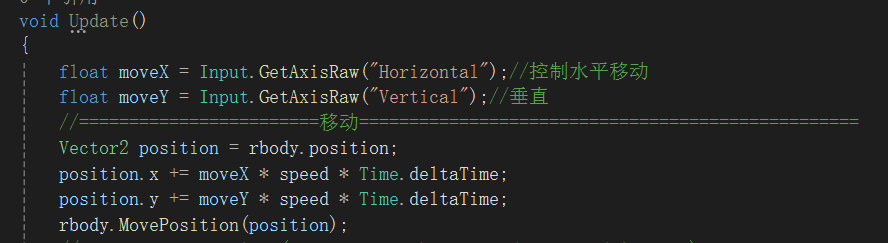 void Update()
{
float moveX = Input.GetAxisRaw("Horizontal");//控制水平移动
float moveY = Input.GetAxisRaw("Vertical");//垂直
//========================移动==================================================
Vector2 position = rbody.position;
position.x += moveX * speed * Time.deltaTime;
position.y += moveY * speed * Time.deltaTime;
rbody.MovePosition(position);